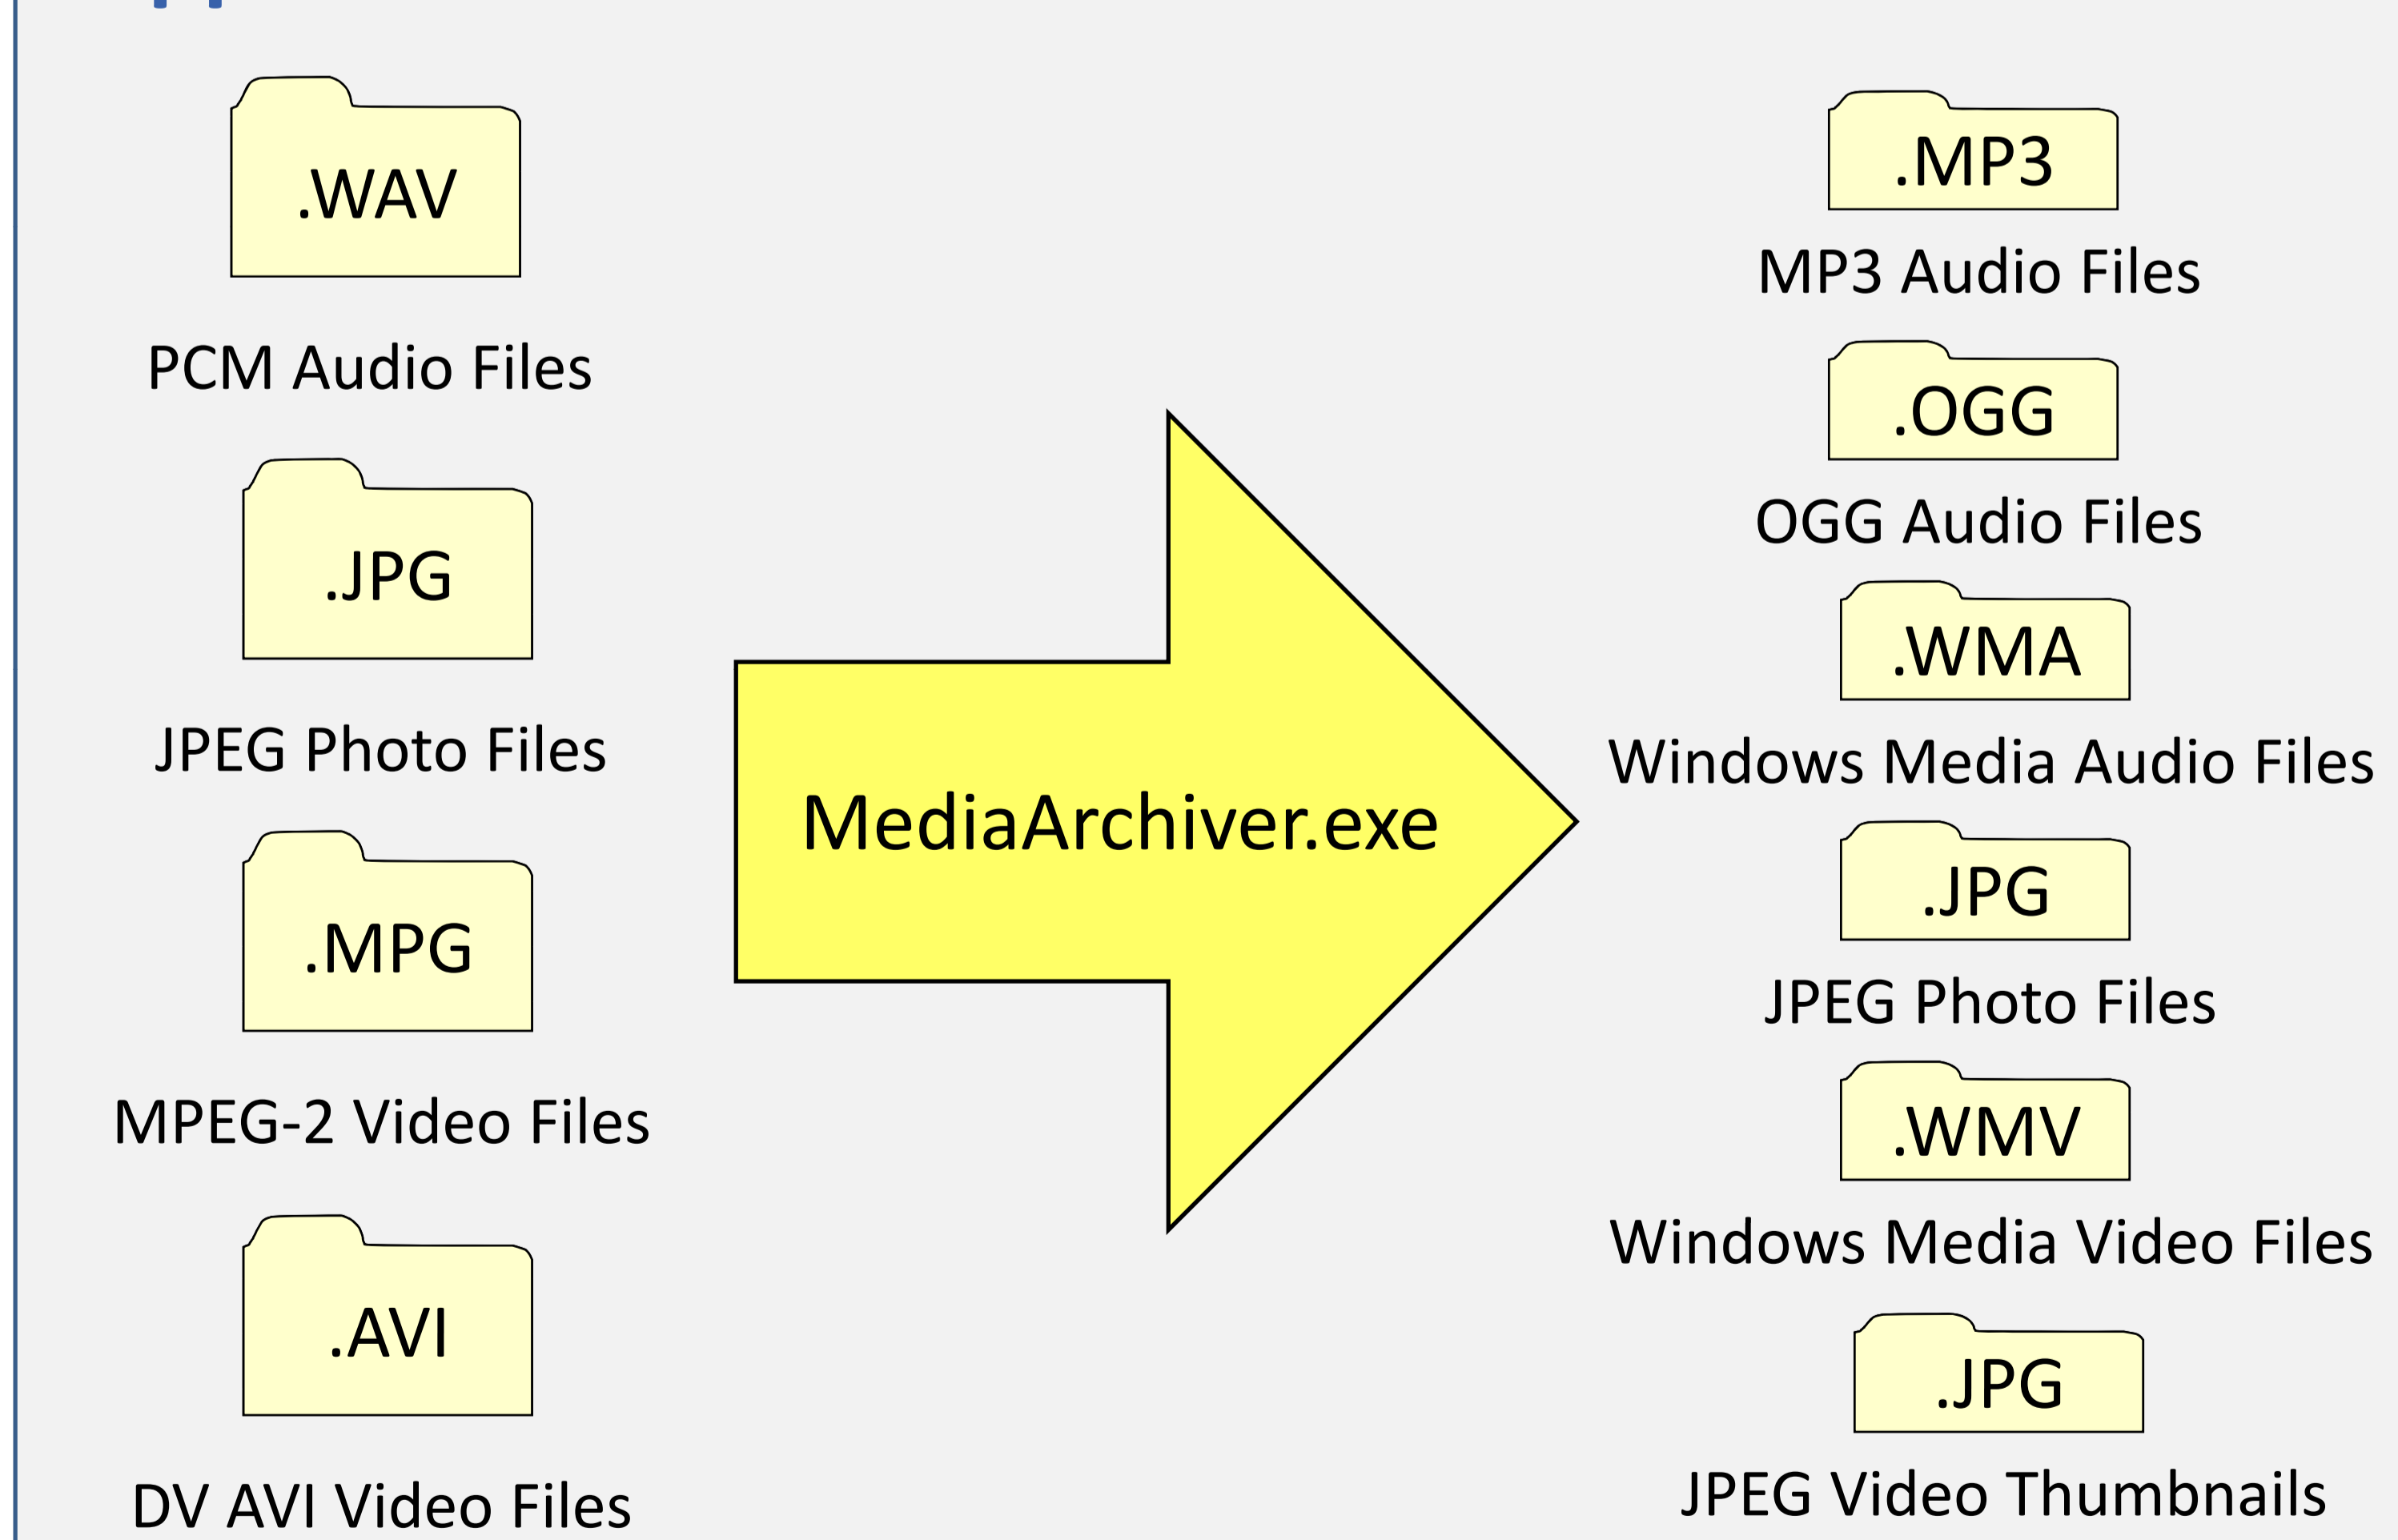 .WAV
PCM Audio Files
.JPG
JPEG Photo Files
.MPG
MPEG-2 Video Files
.AVI
DV AVI Video Files
MediaArchiver.exe
.MP3
MP3 Audio Files
.OGG
OGG Audio Files
.WMA
Windows Media Audio Files
.JPG
JPEG Photo Files
.WMV
Windows Media Video Files
.JPG
JPEG Video Thumbnails